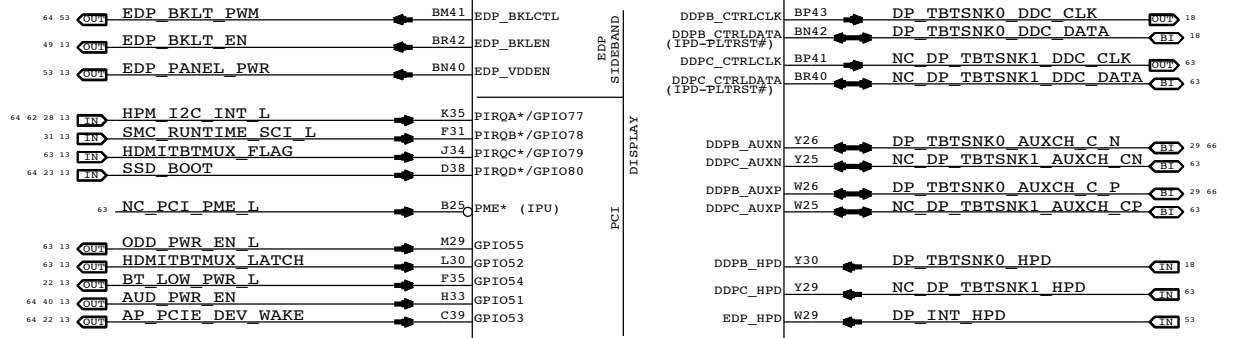 64 53 OUT EDP_BKLT_PWM BM41 EDP_BKLCTL
49 13 OUT EDP_BKLT_EN BR42 EDP_BKLEN
53 13 OUT EDP_PANEL_PWR BN40 EDP_VDDEN
EDP
SIDEBAND
64 62 28 13 IN HPM_I2C_INT_L K35 PIRQA*/GPIO77
31 13 IN SMC_RUNTIME_SCI_L F31 PIRQB*/GPIO78
63 13 IN HDMITBTMUX_FLAG J34 PIRQC*/GPIO79
64 23 13 IN SSD_BOOT D38 PIRQD*/GPIO80
63 NC_PCI_PME_L B25 PME* (IPU)
63 13 OUT ODD_PWR_EN_L M29 GPIO55
63 13 OUT HDMITBTMUX_LATCH L30 GPIO52
22 13 OUT BT_LOW_PWR_L F35 GPIO54
64 40 13 OUT AUD_PWR_EN H33 GPIO51
64 22 13 OUT AP_PCIE_DEV_WAKE C39 GPIO53
PCI
DISPLAY
DDPB_CTRLCLK BP43 DP_TBTSNK0_DDC_CLK OUT 18
DDPB_CTRLDATA BN42 DP_TBTSNK0_DDC_DATA BI 18
(IPD-PLTRST#)
DDPC_CTRLCLK BP41 NC_DP_TBTSNK1_DDC_CLK OUT 63
DDPC_CTRLDATA BR40 NC_DP_TBTSNK1_DDC_DATA BI 63
(IPD-PLTRST#)
DDPB_AUXN Y26 DP_TBTSNK0_AUXCH_C_N BI 29 66
DDPC_AUXN Y25 NC_DP_TBTSNK1_AUXCH_CN BI 63
DDPB_AUXP W26 DP_TBTSNK0_AUXCH_C_P BI 29 66
DDPC_AUXP W25 NC_DP_TBTSNK1_AUXCH_CP BI 63
DDPB_HPD Y30 DP_TBTSNK0_HPD IN 18
DDPC_HPD Y29 NC_DP_TBTSNK1_HPD IN 63
EDP_HPD W29 DP_INT_HPD IN 53